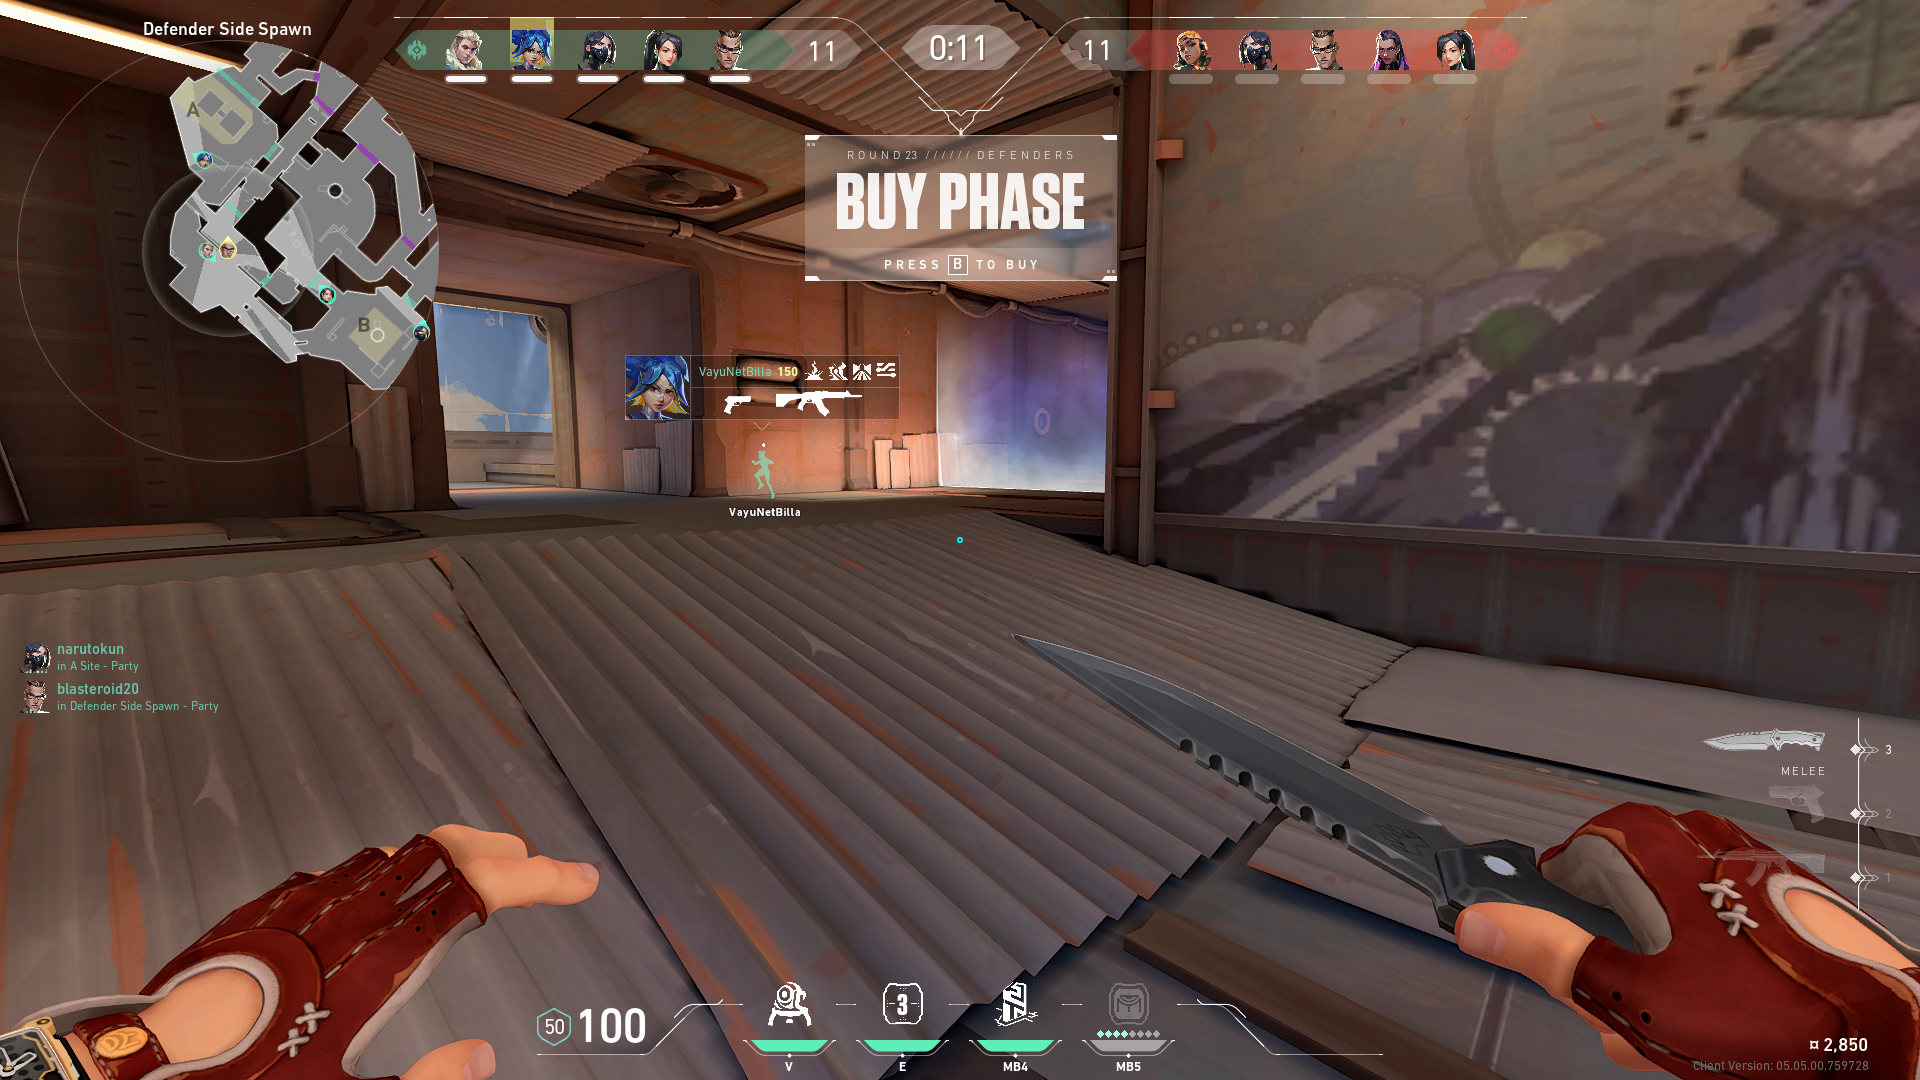 Defender Side Spawn
11
0:11
11
ROUND 23 ////// DEFENDERS
BUY PHASE
PRESS B TO BUY
A
B
VayuNetBilla 150
VayuNetBilla
narutokun
in A Site - Party
blasteroid20
in Defender Side Spawn - Party
3
MELEE
2
1
50 100
3
V E MB4 MB5
¤ 2,850
Client Version: 05.05.00.759728